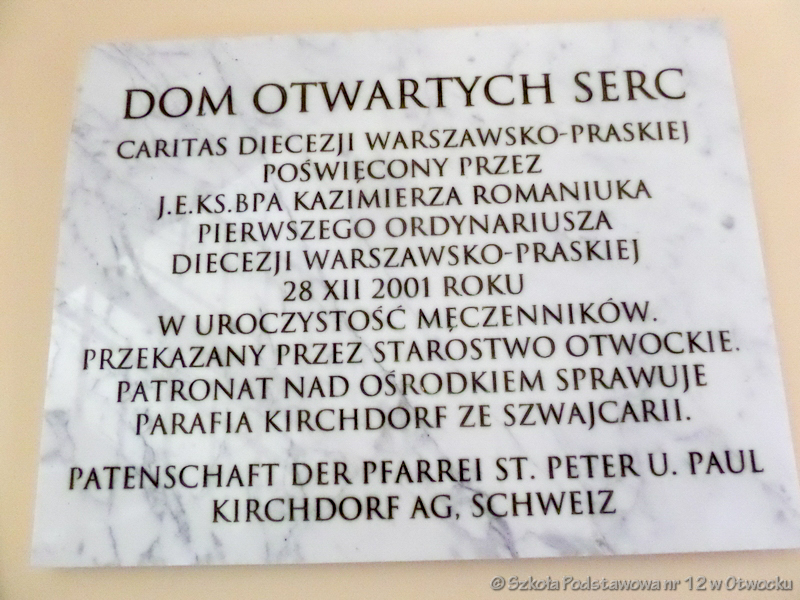 DOM OTWARTYCH SERC
CARITAS DIECEZJI WARSZAWSKO-PRASKIEJ
POŚWIĘCONY PRZEZ
J.E.KS.BPA KAZIMIERZA ROMANIUKA
PIERWSZEGO ORDYNARIUSZA
DIECEZJI WARSZAWSKO-PRASKIEJ
28 XII 2001 ROKU
W UROCZYSTOŚĆ MĘCZENNIKÓW.
PRZEKAZANY PRZEZ STAROSTWO OTWOCKIE.
PATRONAT NAD OŚRODKIEM SPRAWUJE
PARAFIA KIRCHDORF ZE SZWAJCARII.
PATENSCHAFT DER PFARREI ST. PETER U. PAUL
KIRCHDORF AG, SCHWEIZ
© Szkoła Podstawowa nr 12 w Otwocku